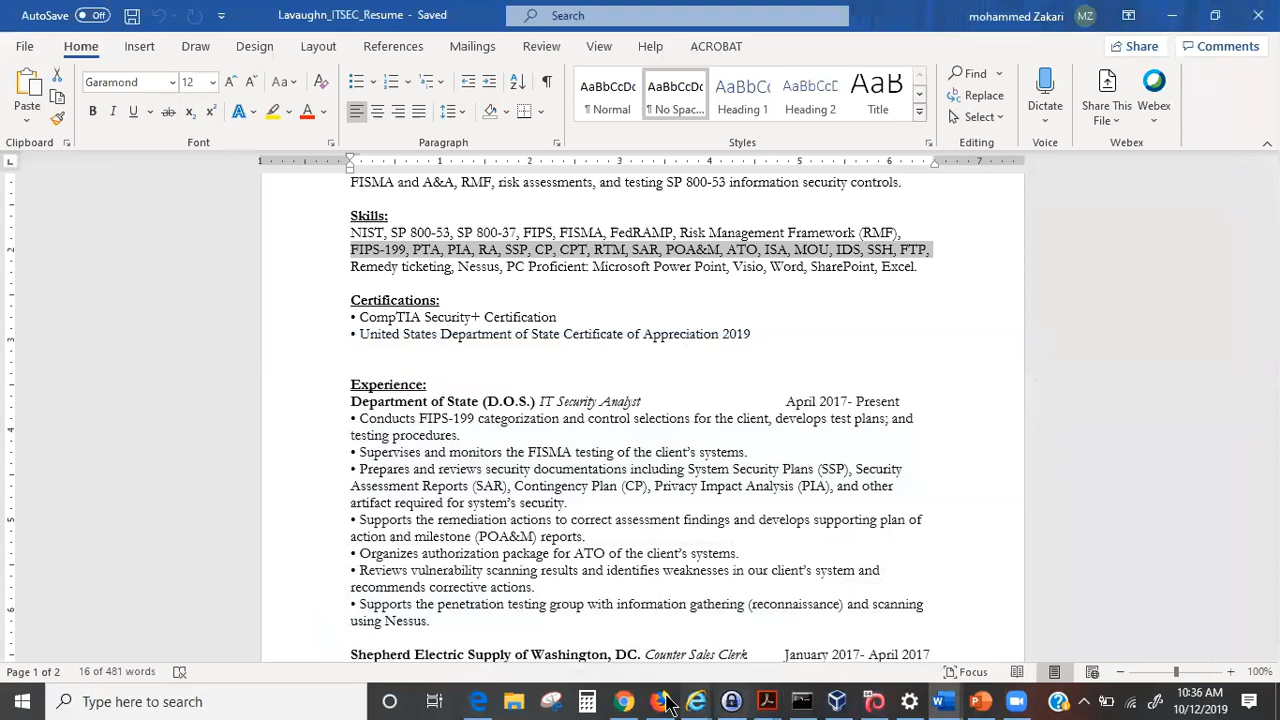 AutoSave Off Lavaughn_ITSEC_Resume - Saved Search mohammed Zakari MZ
File Home Insert Draw Design Layout References Mailings Review View Help ACROBAT Share Comments
Garamond 12 Aa
AaBbCcDc AaBbCcDc AaBbCc AaBbCcC AaB
¶ Normal ¶ No Spac... Heading 1 Heading 2 Title
Find
Replace
Select
Paste Dictate Share This File Webex
Clipboard Font Paragraph Styles Editing Voice Webex
1 1 2 3 4 5 6 7
FISMA and A&A, RMF, risk assessments, and testing SP 800-53 information security controls.
Skills:
NIST, SP 800-53, SP 800-37, FIPS, FISMA, FedRAMP, Risk Management Framework (RMF),
FIPS-199, PTA, PIA, RA, SSP, CP, CPT, RTM, SAR, POA&M, ATO, ISA, MOU, IDS, SSH, FTP,
Remedy ticketing, Nessus, PC Proficient: Microsoft Power Point, Visio, Word, SharePoint, Excel.
Certifications:
• CompTIA Security+ Certification
• United States Department of State Certificate of Appreciation 2019
Experience:
Department of State (D.O.S.) IT Security Analyst April 2017- Present
• Conducts FIPS-199 categorization and control selections for the client, develops test plans; and
testing procedures.
• Supervises and monitors the FISMA testing of the client's systems.
• Prepares and reviews security documentations including System Security Plans (SSP), Security
Assessment Reports (SAR), Contingency Plan (CP), Privacy Impact Analysis (PIA), and other
artifact required for system's security.
• Supports the remediation actions to correct assessment findings and develops supporting plan of
action and milestone (POA&M) reports.
• Organizes authorization package for ATO of the client's systems.
• Reviews vulnerability scanning results and identifies weaknesses in our client's system and
recommends corrective actions.
• Supports the penetration testing group with information gathering (reconnaissance) and scanning
using Nessus.
Shepherd Electric Supply of Washington, DC. Counter Sales Clerk January 2017- April 2017
Page 1 of 2 16 of 481 words Focus 100%
Type here to search
10:36 AM
10/12/2019